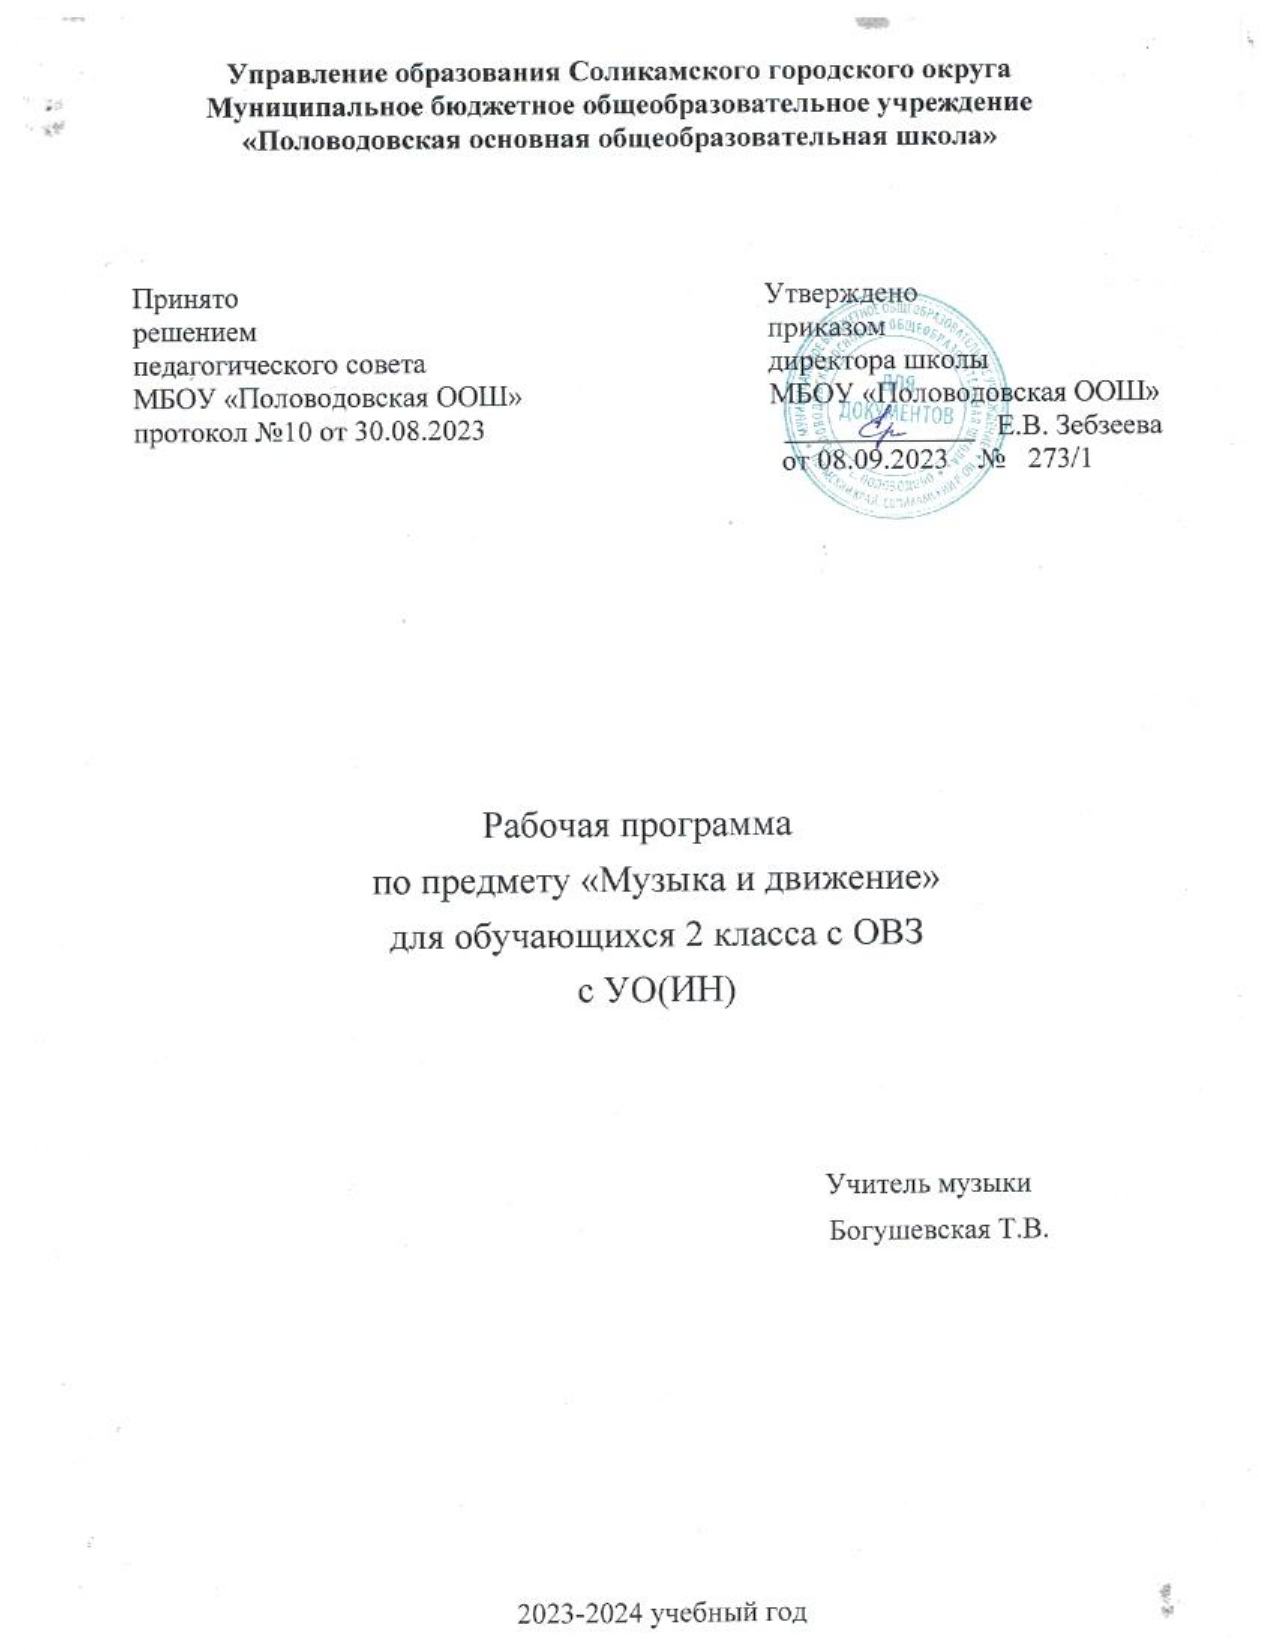 Управление образования Соликамского городского округа
Муниципальное бюджетное общеобразовательное учреждение
«Половодовская основная общеобразовательная школа»
Принято
решением
педагогического совета
МБОУ «Половодовская ООШ»
протокол №10 от 30.08.2023
Утверждено
приказом
директора школы
МБОУ «Половодовская ООШ»
Е.В. Зебзеева
от 08.09.2023 № 273/1
ДЛЯ
ДОКУМЕНТОВ
Рабочая программа
по предмету «Музыка и движение»
для обучающихся 2 класса с ОВЗ
с УО(ИН)
Учитель музыки
Богушевская Т.В.
2023-2024 учебный год